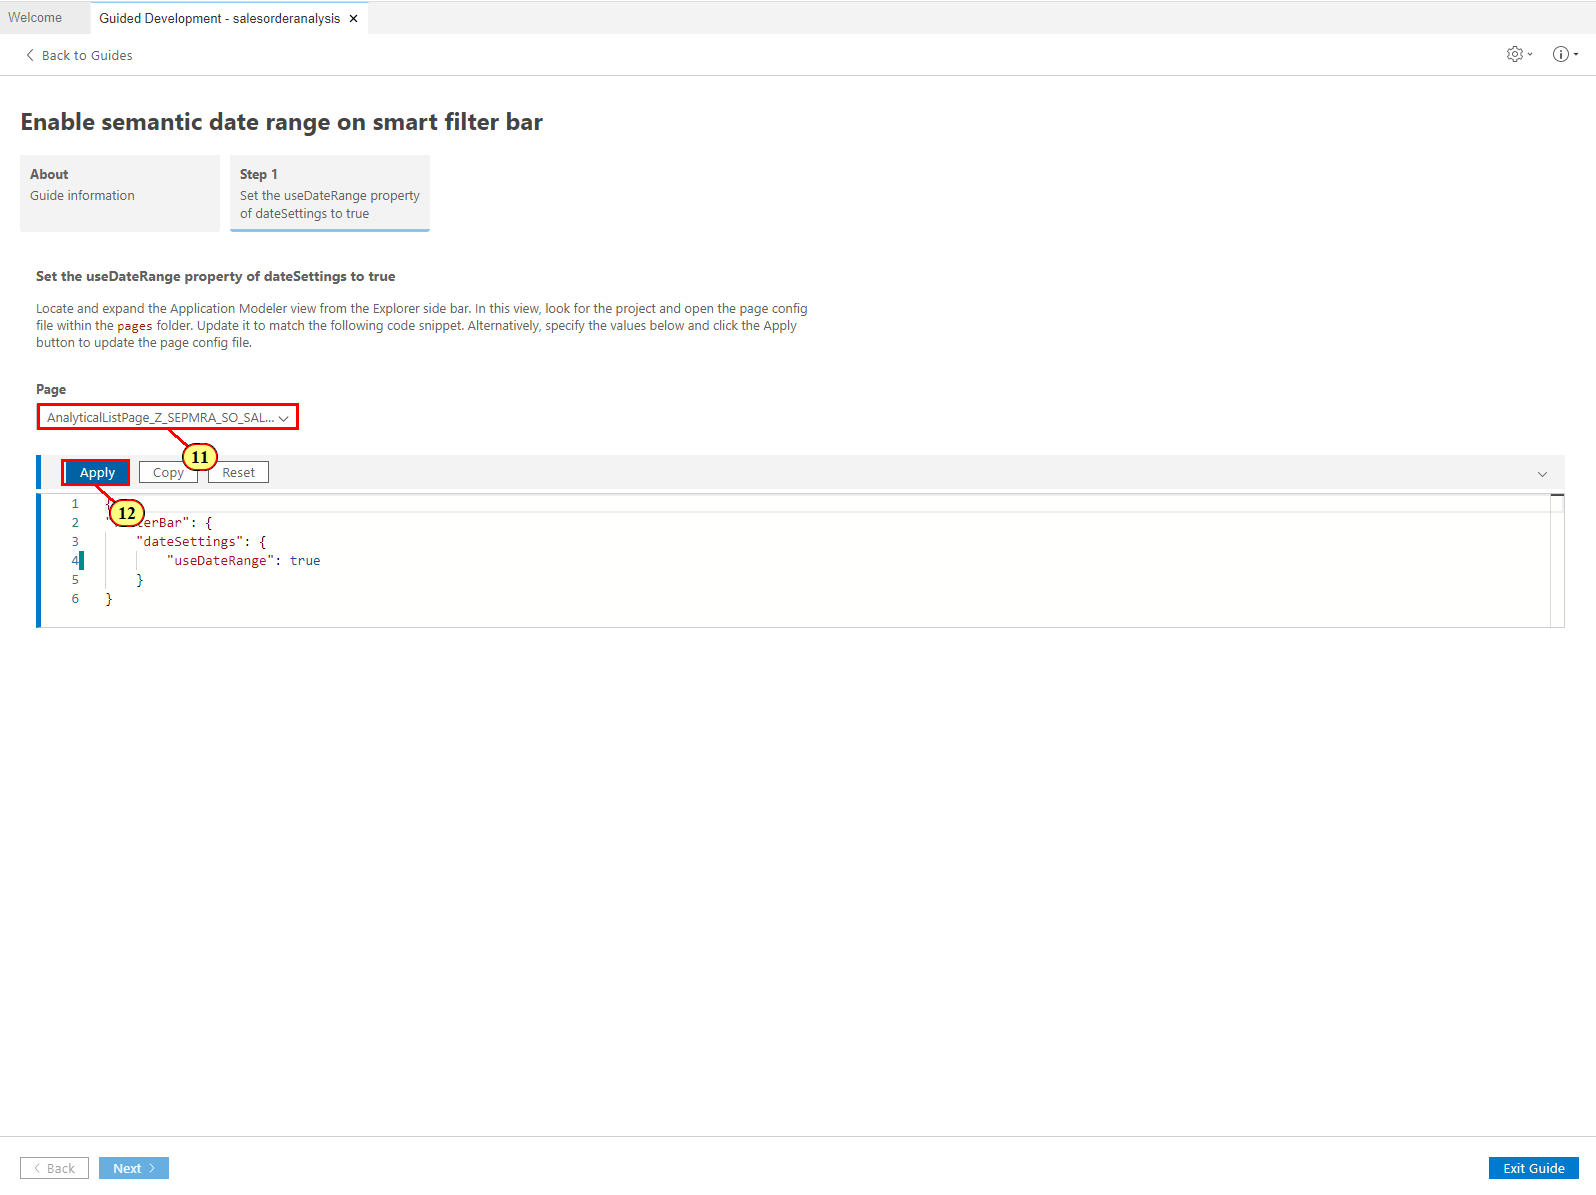 Welcome
Guided Development - salesorderanalysis
Back to Guides
Enable semantic date range on smart filter bar
About
Guide information
Step 1
Set the useDateRange property
of dateSettings to true
Set the useDateRange property of dateSettings to true
Locate and expand the Application Modeler view from the Explorer side bar. In this view, look for the project and open the page config
file within the pages folder. Update it to match the following code snippet. Alternatively, specify the values below and click the Apply
button to update the page config file.
Page
AnalyticalListPage_Z_SEPMRA_SO_SAL...
11
Apply
Copy
Reset
12
1 {
2 erBar": {
3 "dateSettings": {
4 "useDateRange": true
5 }
6 }
Back
Next
Exit Guide